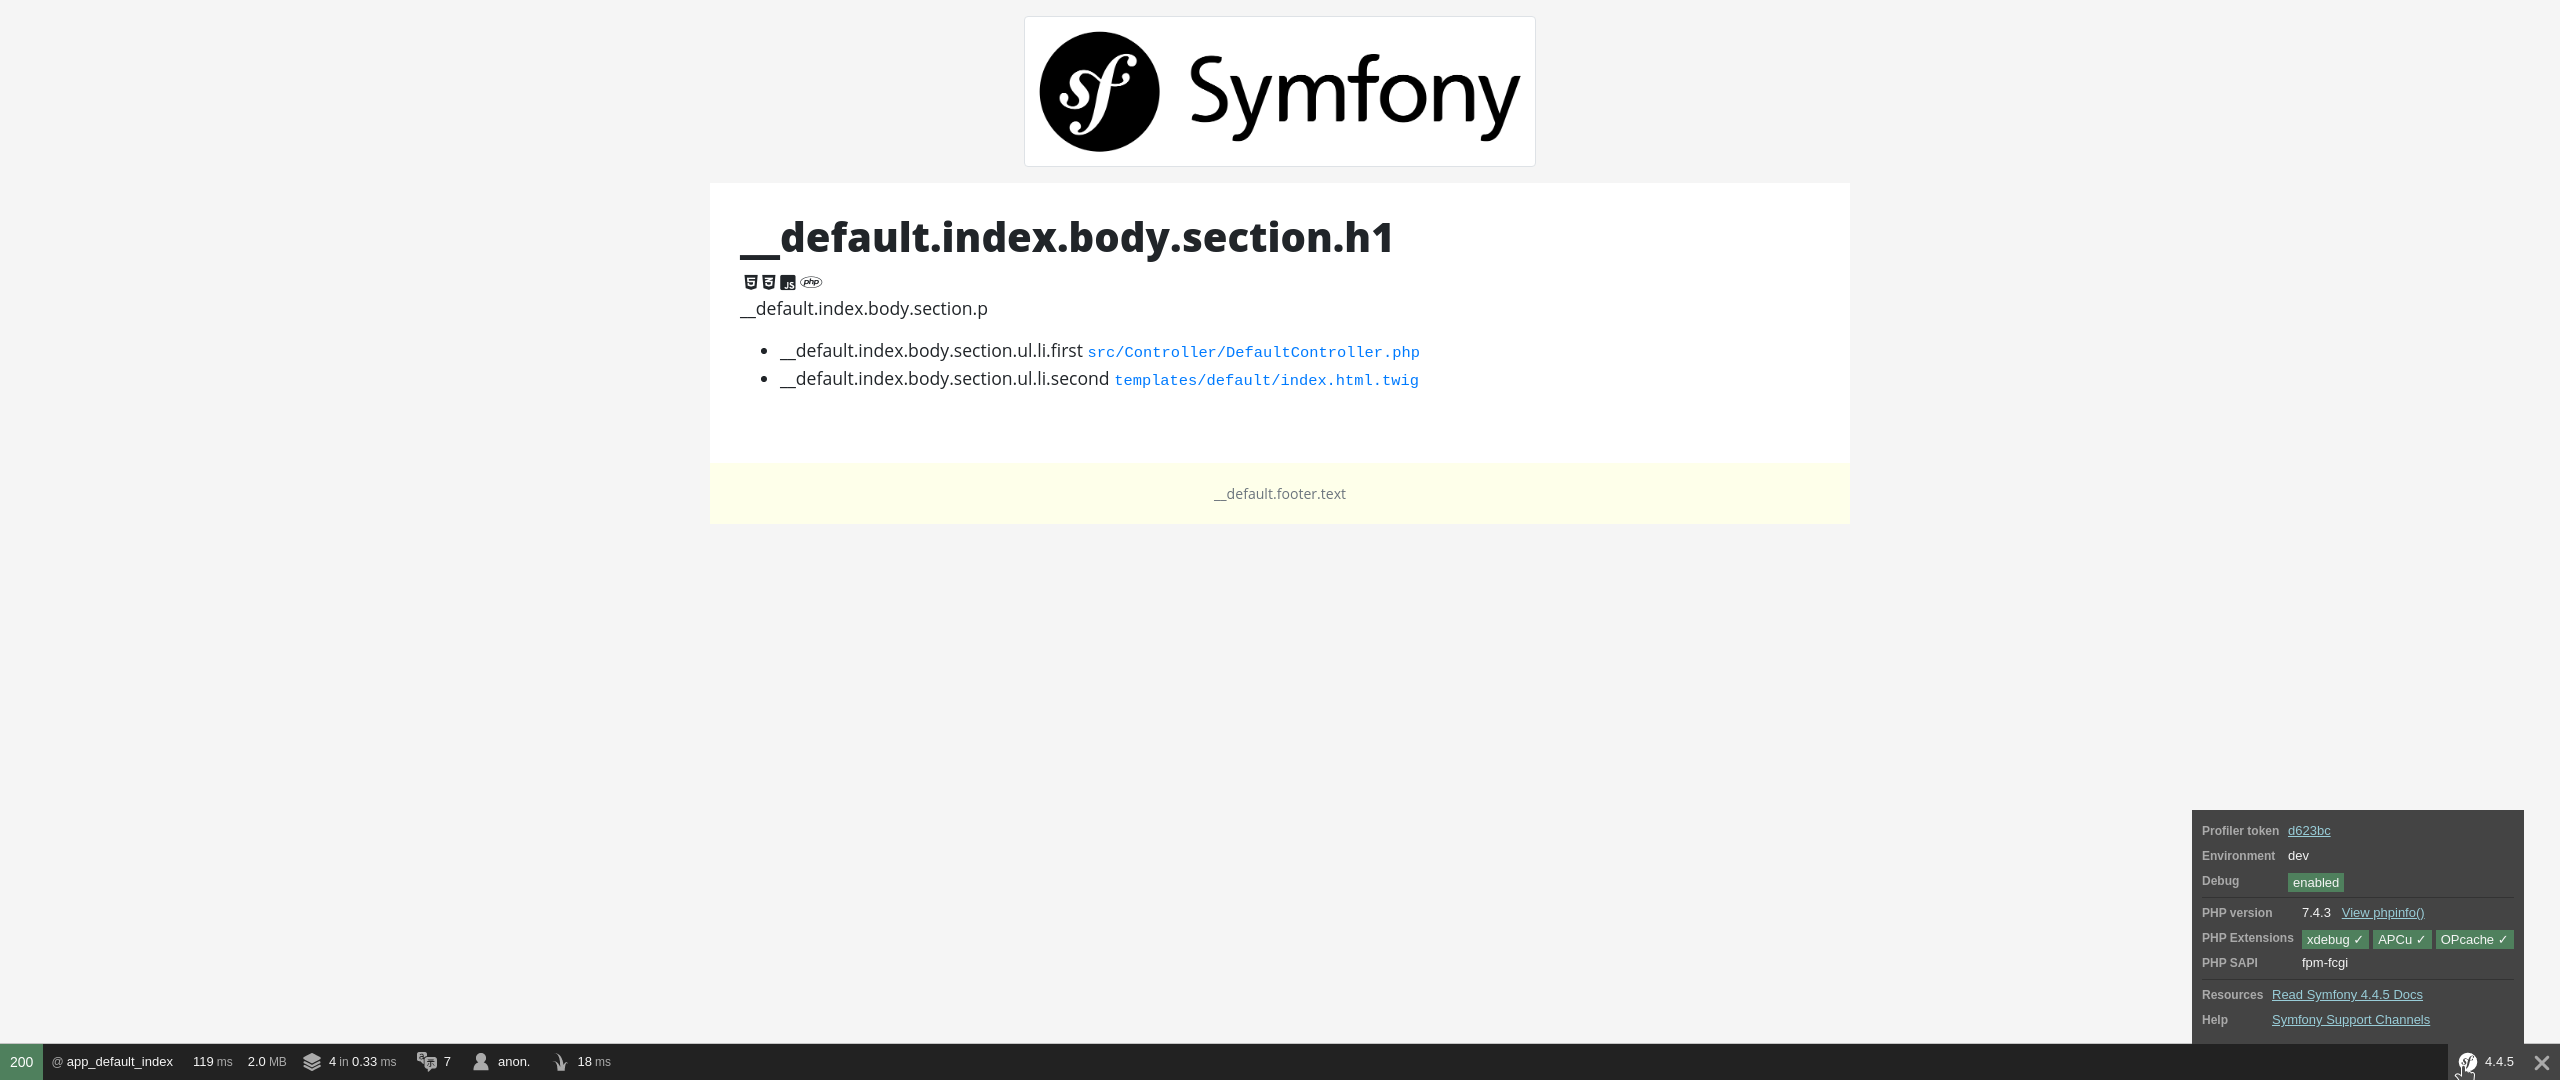 sf Symfony
__default.index.body.section.h1
JS php
__default.index.body.section.p
__default.index.body.section.ul.li.first src/Controller/DefaultController.php
__default.index.body.section.ul.li.second templates/default/index.html.twig
__default.footer.text
Profiler token d623bc
Environment dev
Debug enabled
PHP version 7.4.3 View phpinfo()
PHP Extensions xdebug ✓ APCu ✓ OPcache ✓
PHP SAPI fpm-fcgi
Resources Read Symfony 4.4.5 Docs
Help Symfony Support Channels
200 @ app_default_index 119 ms 2.0 MB 4 in 0.33 ms 7 anon. 18 ms sf 4.4.5